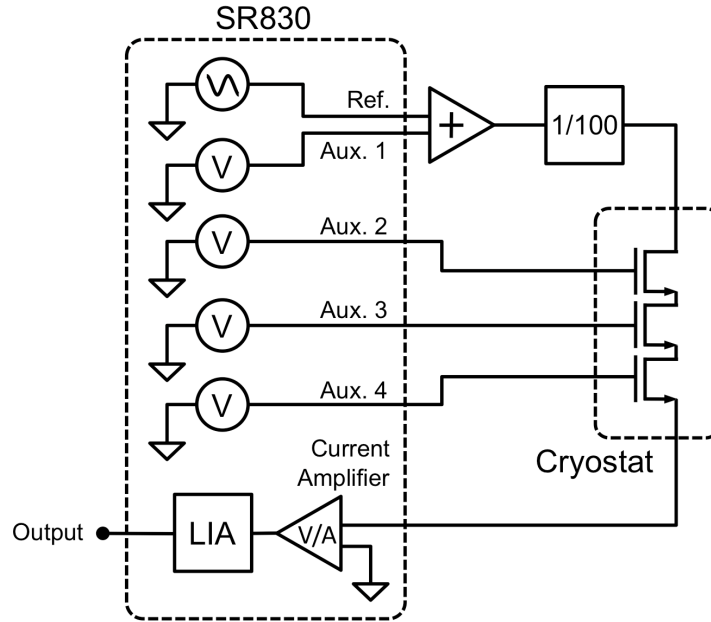 SR830
Ref.
+
1/100
Aux. 1
V
Aux. 2
V
Aux. 3
V
Aux. 4
V
Current
Amplifier
Cryostat
Output
LIA
V/A